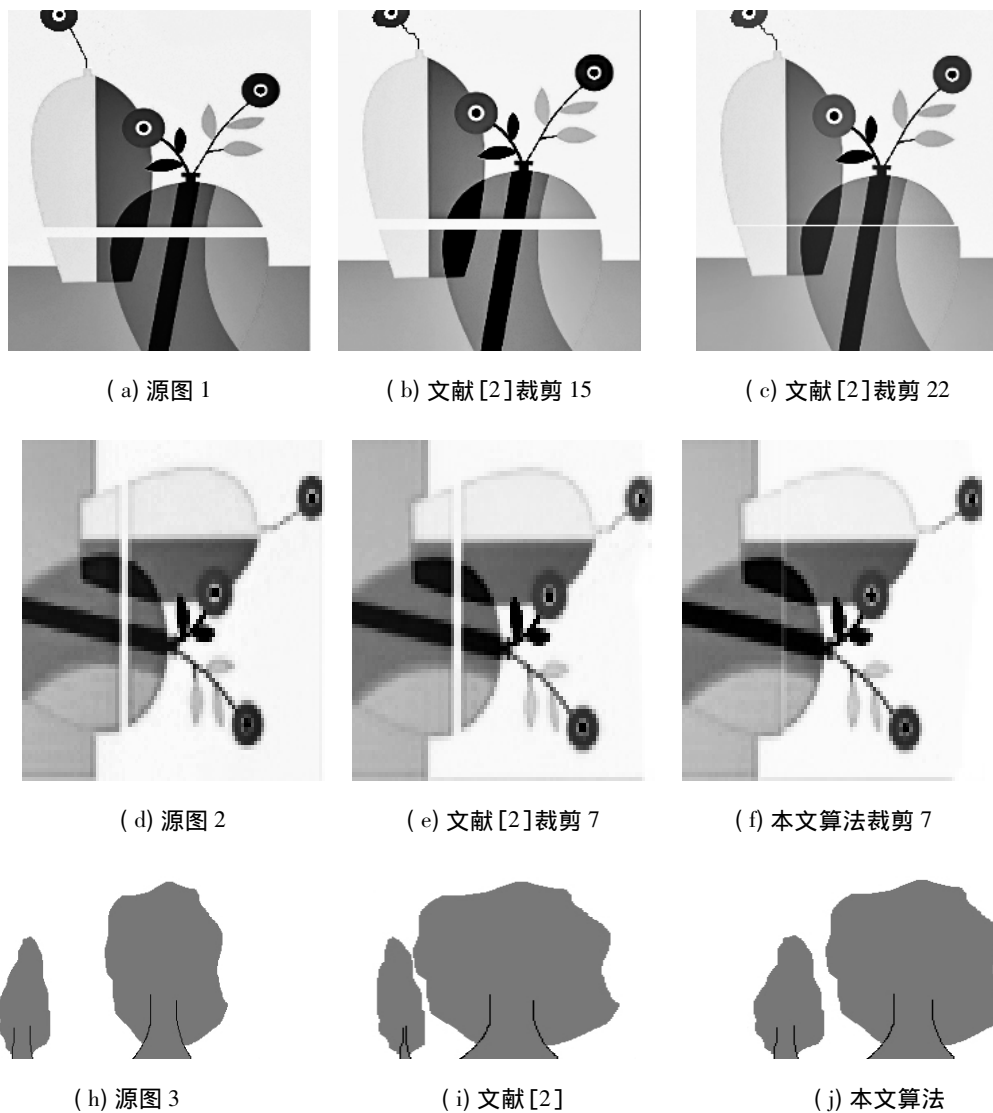 ( a) 源图 1
( b) 文献 [2]裁剪 15
( c) 文献 [2]裁剪 22
( d) 源图 2
( e) 文献 [2]裁剪 7
( f) 本文算法裁剪 7
( h) 源图 3
( i) 文献 [2]
( j) 本文算法